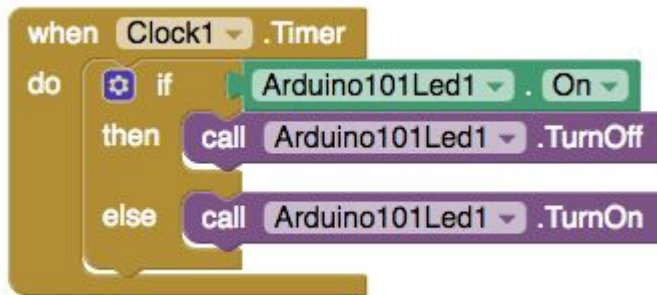 when Clock1 .Timer
do if Arduino101Led1 . On
then call Arduino101Led1 .TurnOff
else call Arduino101Led1 .TurnOn